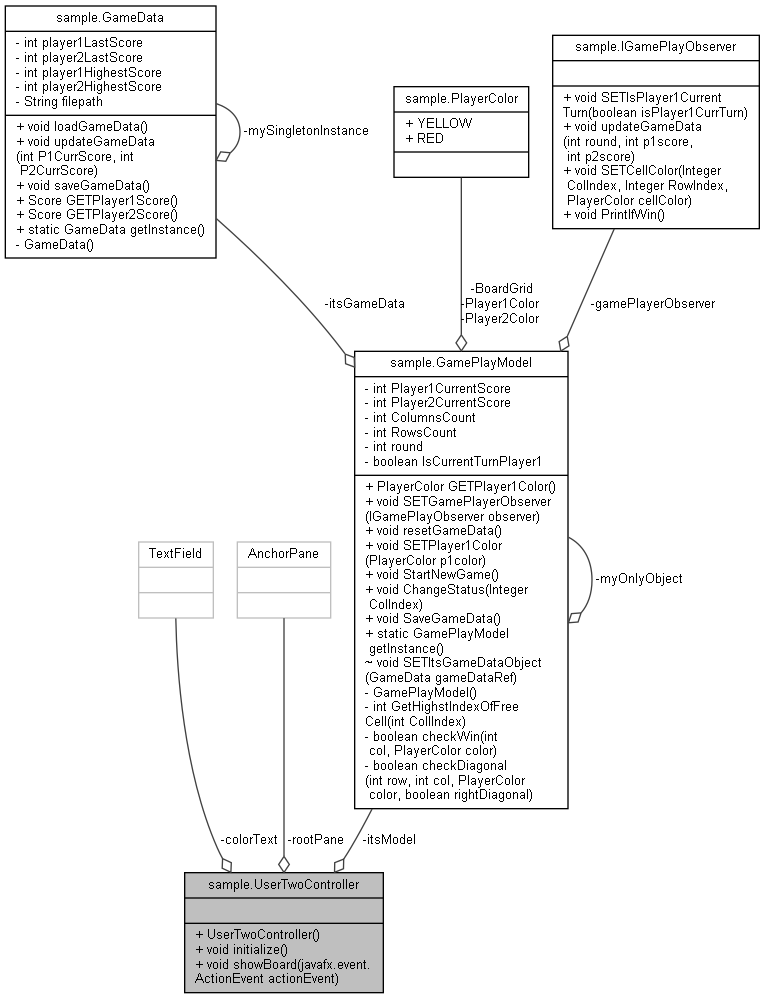 sample.GameData
- int player1LastScore
- int player2LastScore
- int player1HighestScore
- int player2HighestScore
- String filepath
+ void loadGameData()
+ void updateGameData
(int P1CurrScore, int
P2CurrScore)
+ void saveGameData()
+ Score GETPlayer1Score()
+ Score GETPlayer2Score()
+ static GameData getInstance()
- GameData()
-mySingletonInstance
sample.PlayerColor
+ YELLOW
+ RED
sample.IGamePlayObserver
+ void SETIsPlayer1Current
Turn(boolean isPlayer1CurrTurn)
+ void updateGameData
(int round, int p1score,
int p2score)
+ void SETCellColor(Integer
ColIndex, Integer RowIndex,
PlayerColor cellColor)
+ void PrintIfWin()
-itsGameData
-BoardGrid
-Player1Color
-Player2Color
-gamePlayerObserver
sample.GamePlayModel
- int Player1CurrentScore
- int Player2CurrentScore
- int ColumnsCount
- int RowsCount
- int round
- boolean IsCurrentTurnPlayer1
+ PlayerColor GETPlayer1Color()
+ void SETGamePlayerObserver
(IGamePlayObserver observer)
+ void resetGameData()
+ void SETPlayer1Color
(PlayerColor p1color)
+ void StartNewGame()
+ void ChangeStatus(Integer
ColIndex)
+ void SaveGameData()
+ static GamePlayModel
getInstance()
~ void SETItsGameDataObject
(GameData gameDataRef)
- GamePlayModel()
- int GetHighstIndexOfFree
Cell(int CollIndex)
- boolean checkWin(int
col, PlayerColor color)
- boolean checkDiagonal
(int row, int col, PlayerColor
color, boolean rightDiagonal)
-myOnlyObject
TextField
AnchorPane
-colorText
-rootPane
-itsModel
sample.UserTwoController
+ UserTwoController()
+ void initialize()
+ void showBoard(javafx.event.
ActionEvent actionEvent)